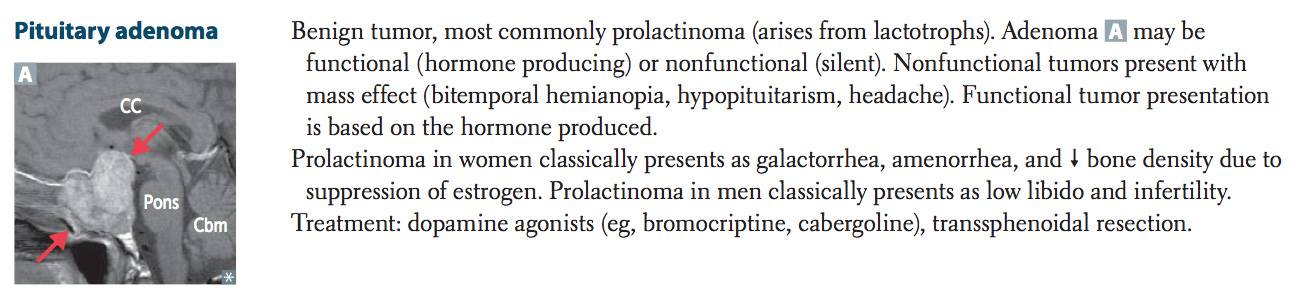 Pituitary adenoma
A
CC
Pons
Cbm
*
Benign tumor, most commonly prolactinoma (arises from lactotrophs). Adenoma A may be
functional (hormone producing) or nonfunctional (silent). Nonfunctional tumors present with
mass effect (bitemporal hemianopia, hypopituitarism, headache). Functional tumor presentation
is based on the hormone produced.
Prolactinoma in women classically presents as galactorrhea, amenorrhea, and ↓ bone density due to
suppression of estrogen. Prolactinoma in men classically presents as low libido and infertility.
Treatment: dopamine agonists (eg, bromocriptine, cabergoline), transsphenoidal resection.